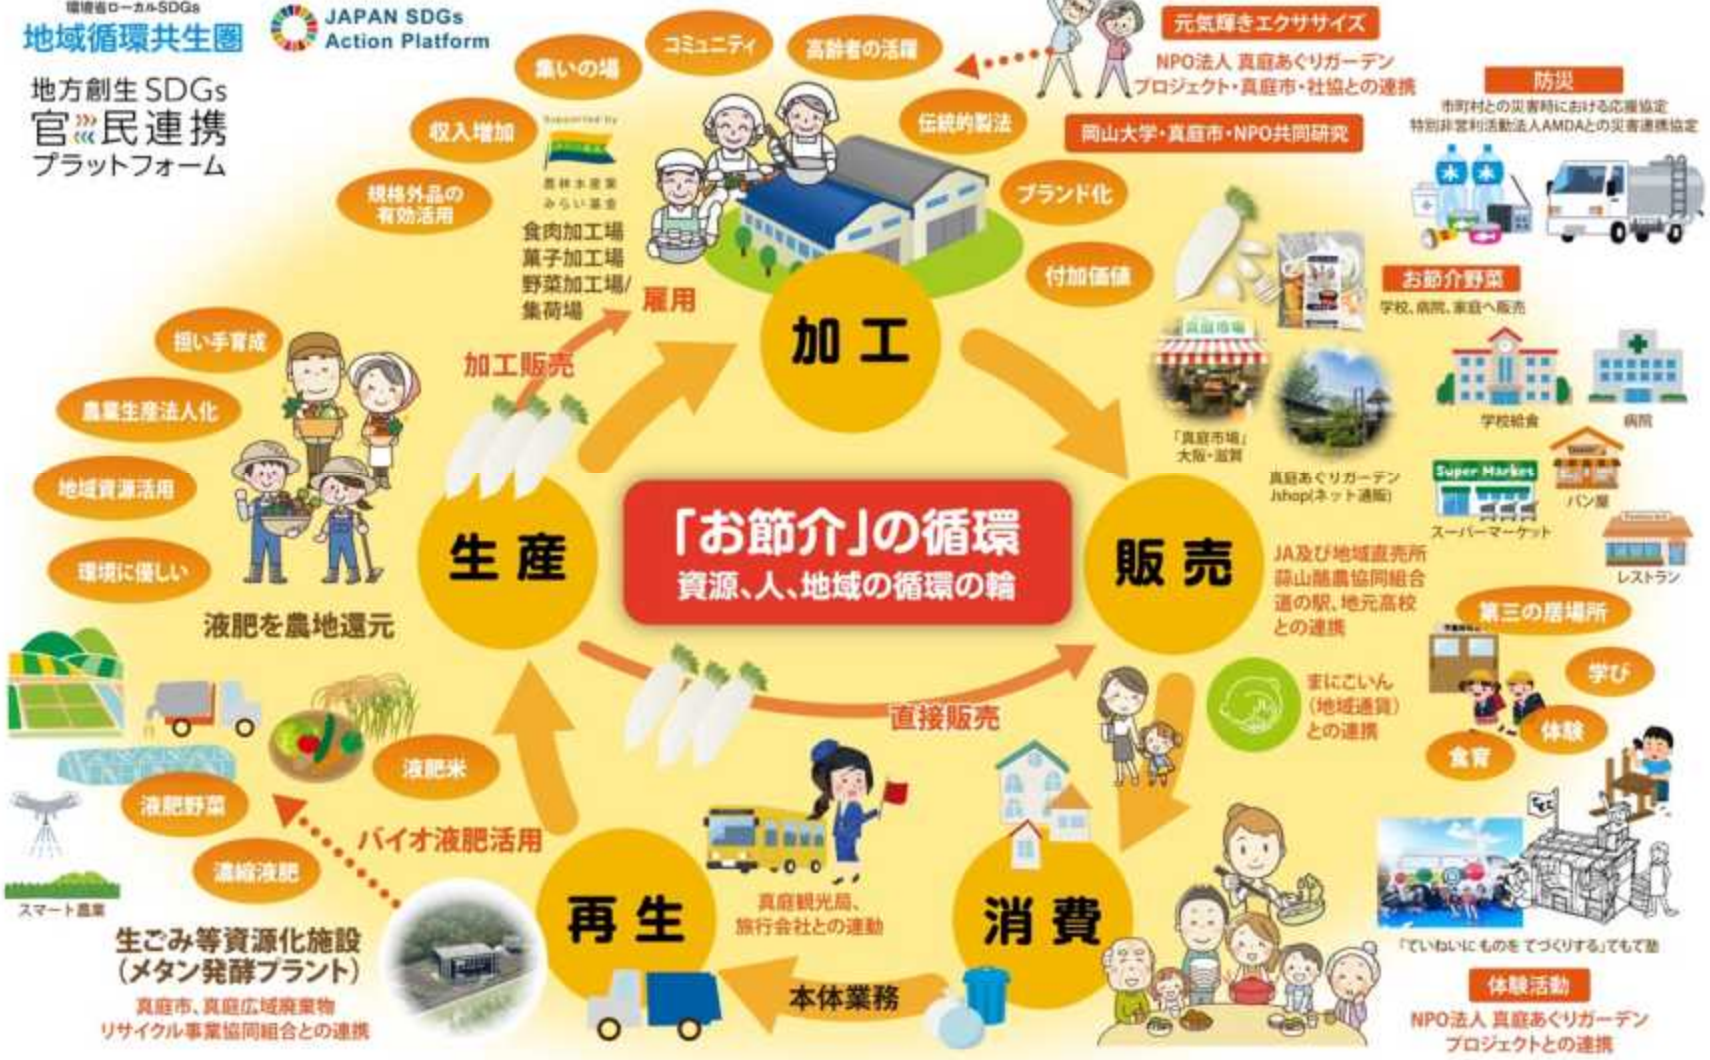 環境省ローカルSDGs
地域循環共生圏
JAPAN SDGs
Action Platform
地方創生 SDGs
官民連携
プラットフォーム
集いの場
コミュニティ
高齢者の活躍
収入増加
規格外品の
有効活用
Supported by
農林水産業
みらい基金
伝統的製法
ブランド化
付加価値
元気輝きエクササイズ
NPO法人 真庭あぐりガーデン
プロジェクト・真庭市・社協との連携
岡山大学・真庭市・NPO共同研究
防災
市町村との災害時における応援協定
特別非営利活動法人AMDAとの災害連携協定
水
水
食肉加工場
菓子加工場
野菜加工場/
集荷場
雇用
加工販売
加工
お節介野菜
学校、病院、家庭へ販売
真庭市場
「真庭市場」
大阪・滋賀
真庭あぐりガーデン
Jshop(ネット通販)
学校給食
病院
Super Market
スーパーマーケット
パン屋
レストラン
担い手育成
農業生産法人化
地域資源活用
環境に優しい
生産
「お節介」の循環
資源、人、地域の循環の輪
販売
JA及び地域直売所
蒜山酪農協同組合
道の駅、地元高校
との連携
第三の居場所
学び
体験
食育
まにこいん
(地域通貨)
との連携
直接販売
液肥を農地還元
液肥米
液肥野菜
濃縮液肥
バイオ液肥活用
スマート農業
生ごみ等資源化施設
(メタン発酵プラント)
真庭市、真庭広域廃棄物
リサイクル事業協同組合との連携
再生
真庭観光局、
旅行会社との連動
消費
本体業務
「ていねいに ものを てづくりする」てもて塾
体験活動
NPO法人 真庭あぐりガーデン
プロジェクトとの連携